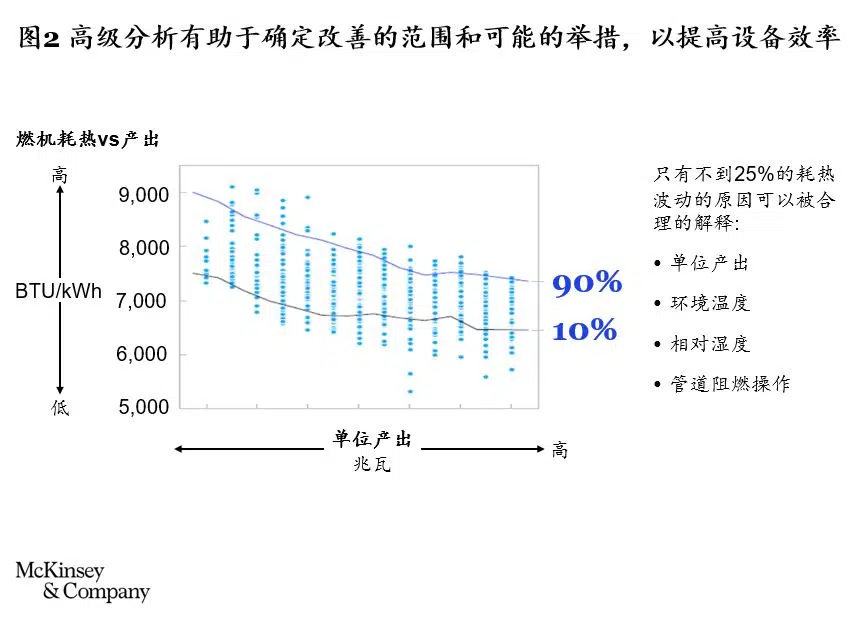 图2 高级分析有助于确定改善的范围和可能的举措，以提高设备效率
燃机耗热vs产出
高
9,000
8,000
BTU/kWh
7,000
6,000
5,000
低
90%
10%
单位产出
兆瓦
高
只有不到25%的耗热
波动的原因可以被合
理的解释:
• 单位产出
• 环境温度
• 相对湿度
• 管道阻燃操作
McKinsey
& Company